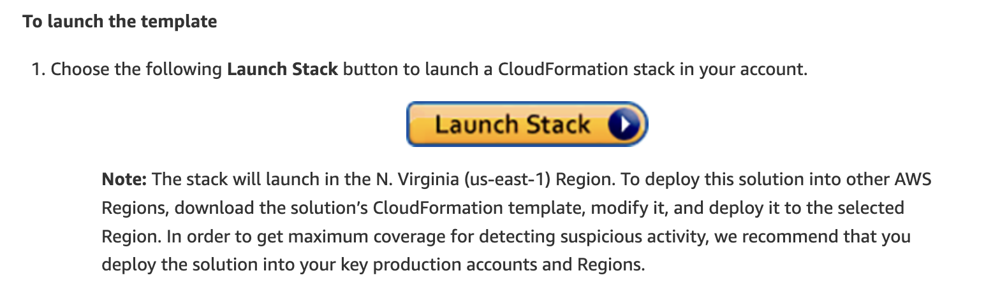 To launch the template
1. Choose the following Launch Stack button to launch a CloudFormation stack in your account.
Launch Stack
Note: The stack will launch in the N. Virginia (us-east-1) Region. To deploy this solution into other AWS
Regions, download the solution’s CloudFormation template, modify it, and deploy it to the selected
Region. In order to get maximum coverage for detecting suspicious activity, we recommend that you
deploy the solution into your key production accounts and Regions.